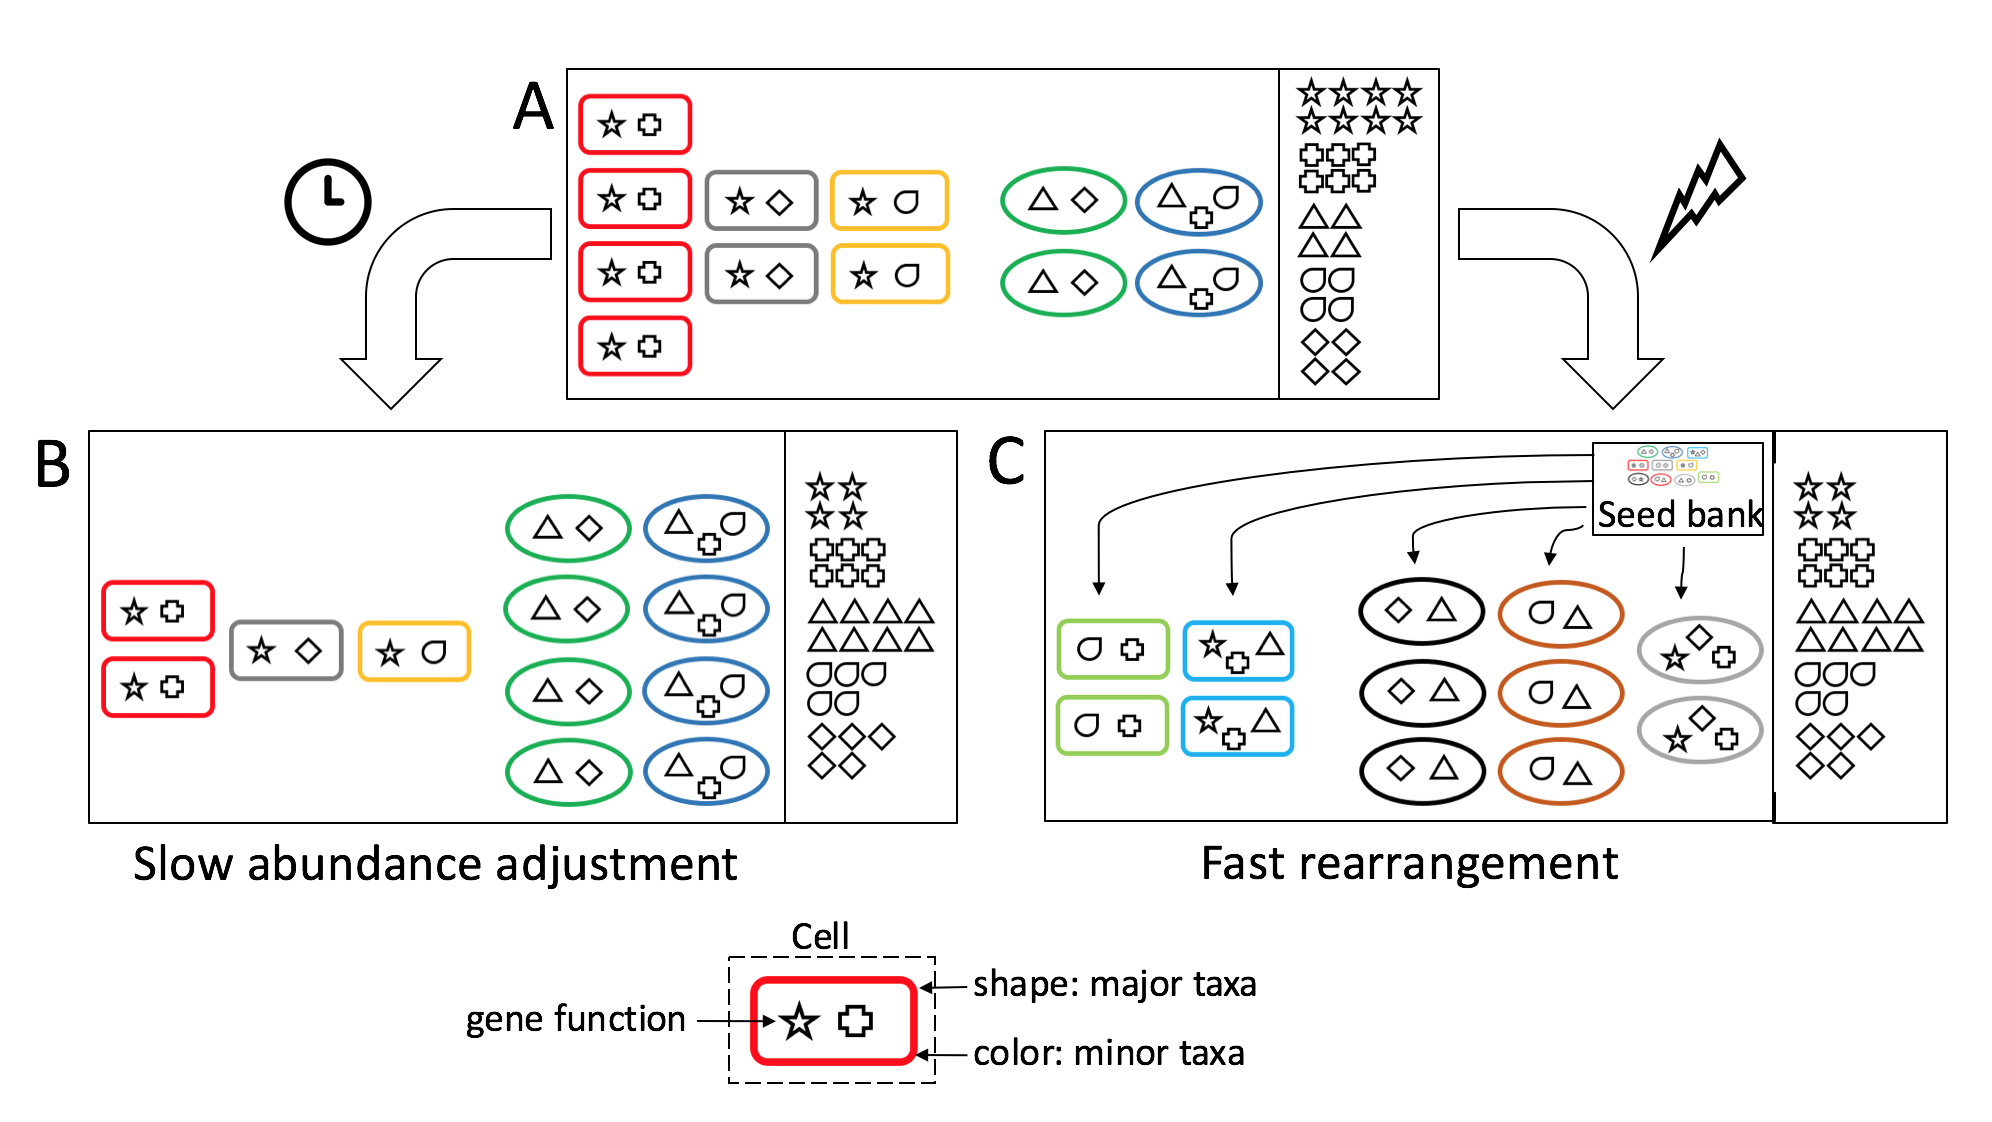 A
B
C
Seed bank
Slow abundance adjustment
Fast rearrangement
Cell
shape: major taxa
gene function
color: minor taxa